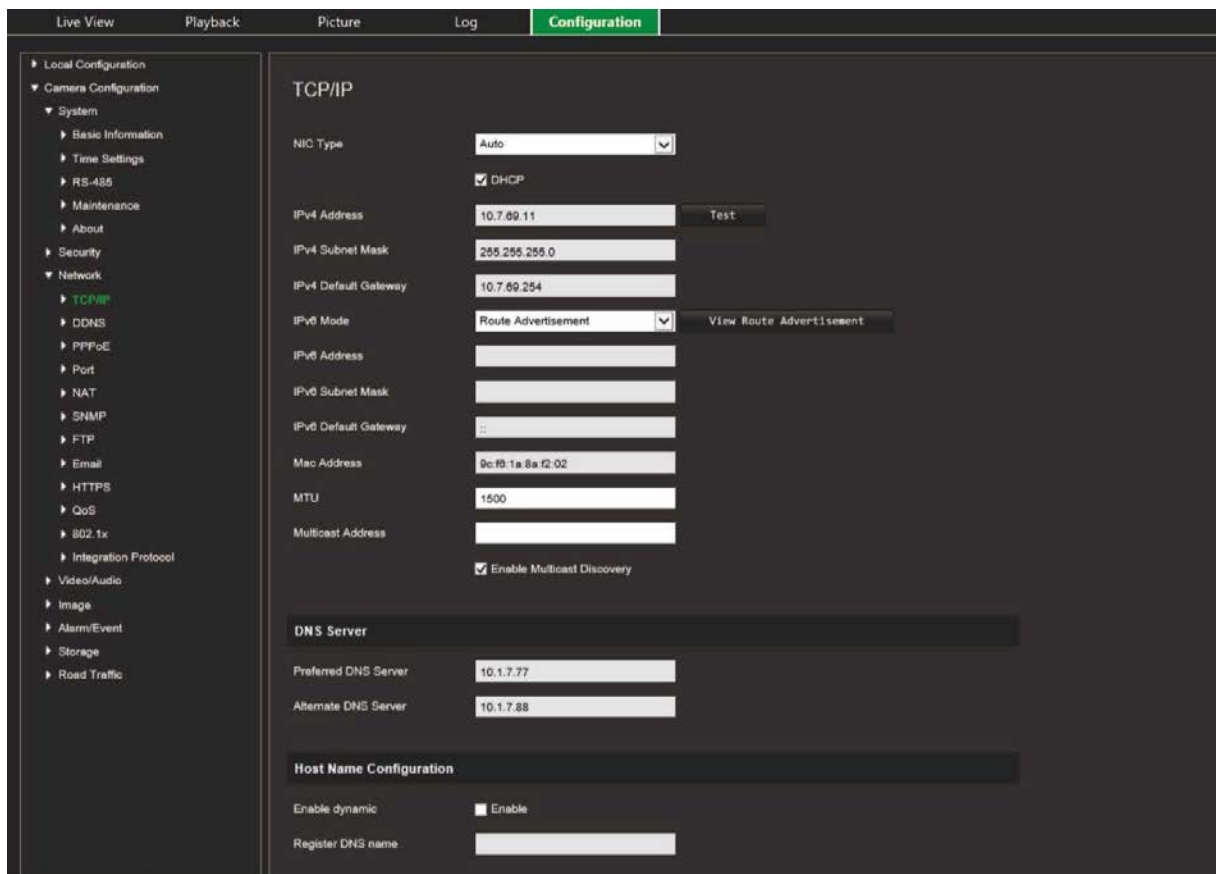 Live View Playback Picture Log Configuration
Local Configuration
Camera Configuration
System
Basic Information
Time Settings
RS-485
Maintenance
About
Security
Network
TCP/IP
DDNS
PPPoE
Port
NAT
SNMP
FTP
Email
HTTPS
QoS
802.1x
Integration Protocol
Video/Audio
Image
Alarm/Event
Storage
Road Traffic
TCP/IP
NIC Type Auto
DHCP
IPv4 Address 10.7.69.11 Test
IPv4 Subnet Mask 255.255.255.0
IPv4 Default Gateway 10.7.69.254
IPv6 Mode Route Advertisement View Route Advertisement
IPv6 Address
IPv6 Subnet Mask
IPv6 Default Gateway ::
Mac Address 9c:f6:1a:8a:f2:02
MTU 1500
Multicast Address
Enable Multicast Discovery
DNS Server
Preferred DNS Server 10.1.7.77
Alternate DNS Server 10.1.7.88
Host Name Configuration
Enable dynamic Enable
Register DNS name